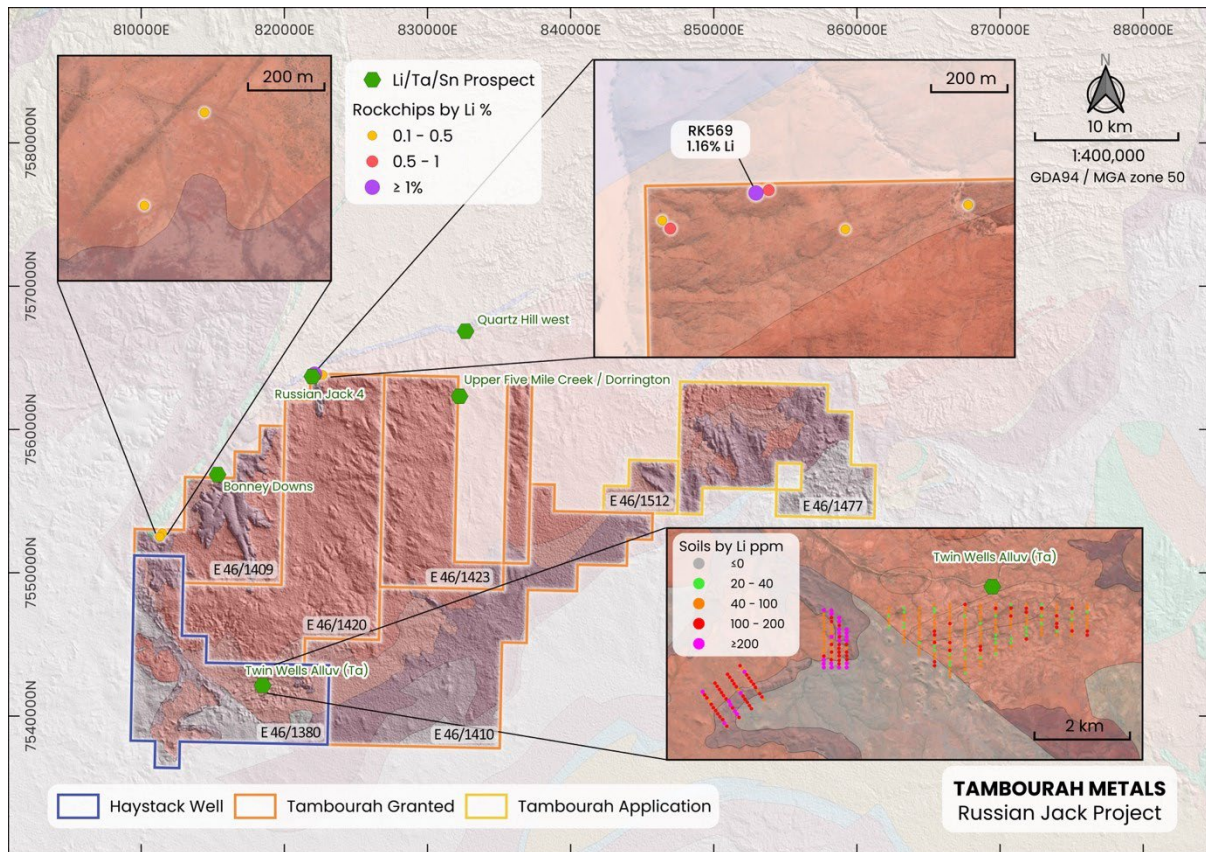 810000E
820000E
830000E
850000E
860000E
870000E
880000E
7580000N
7570000N
7560000N
7550000N
7540000N
200 m
Li/Ta/Sn Prospect
Rockchips by Li %
0.1 - 0.5
0.5 - 1
≥ 1%
200 m
RK569
1.16% Li
N
10 km
1:400,000
GDA94 / MGA zone 50
Quartz Hill west
Russian Jack 4
Upper Five Mile Creek / Dorrington
Bonney Downs
E 46/1512
E 46/1477
E 46/1409
E 46/1423
E 46/1420
Twin Wells Alluv (Ta)
E 46/1380
E 46/1410
Soils by Li ppm
≤0
20 - 40
40 - 100
100 - 200
≥200
Twin Wells Alluv (Ta)
2 km
Haystack Well
Tambourah Granted
Tambourah Application
TAMBOURAH METALS
Russian Jack Project